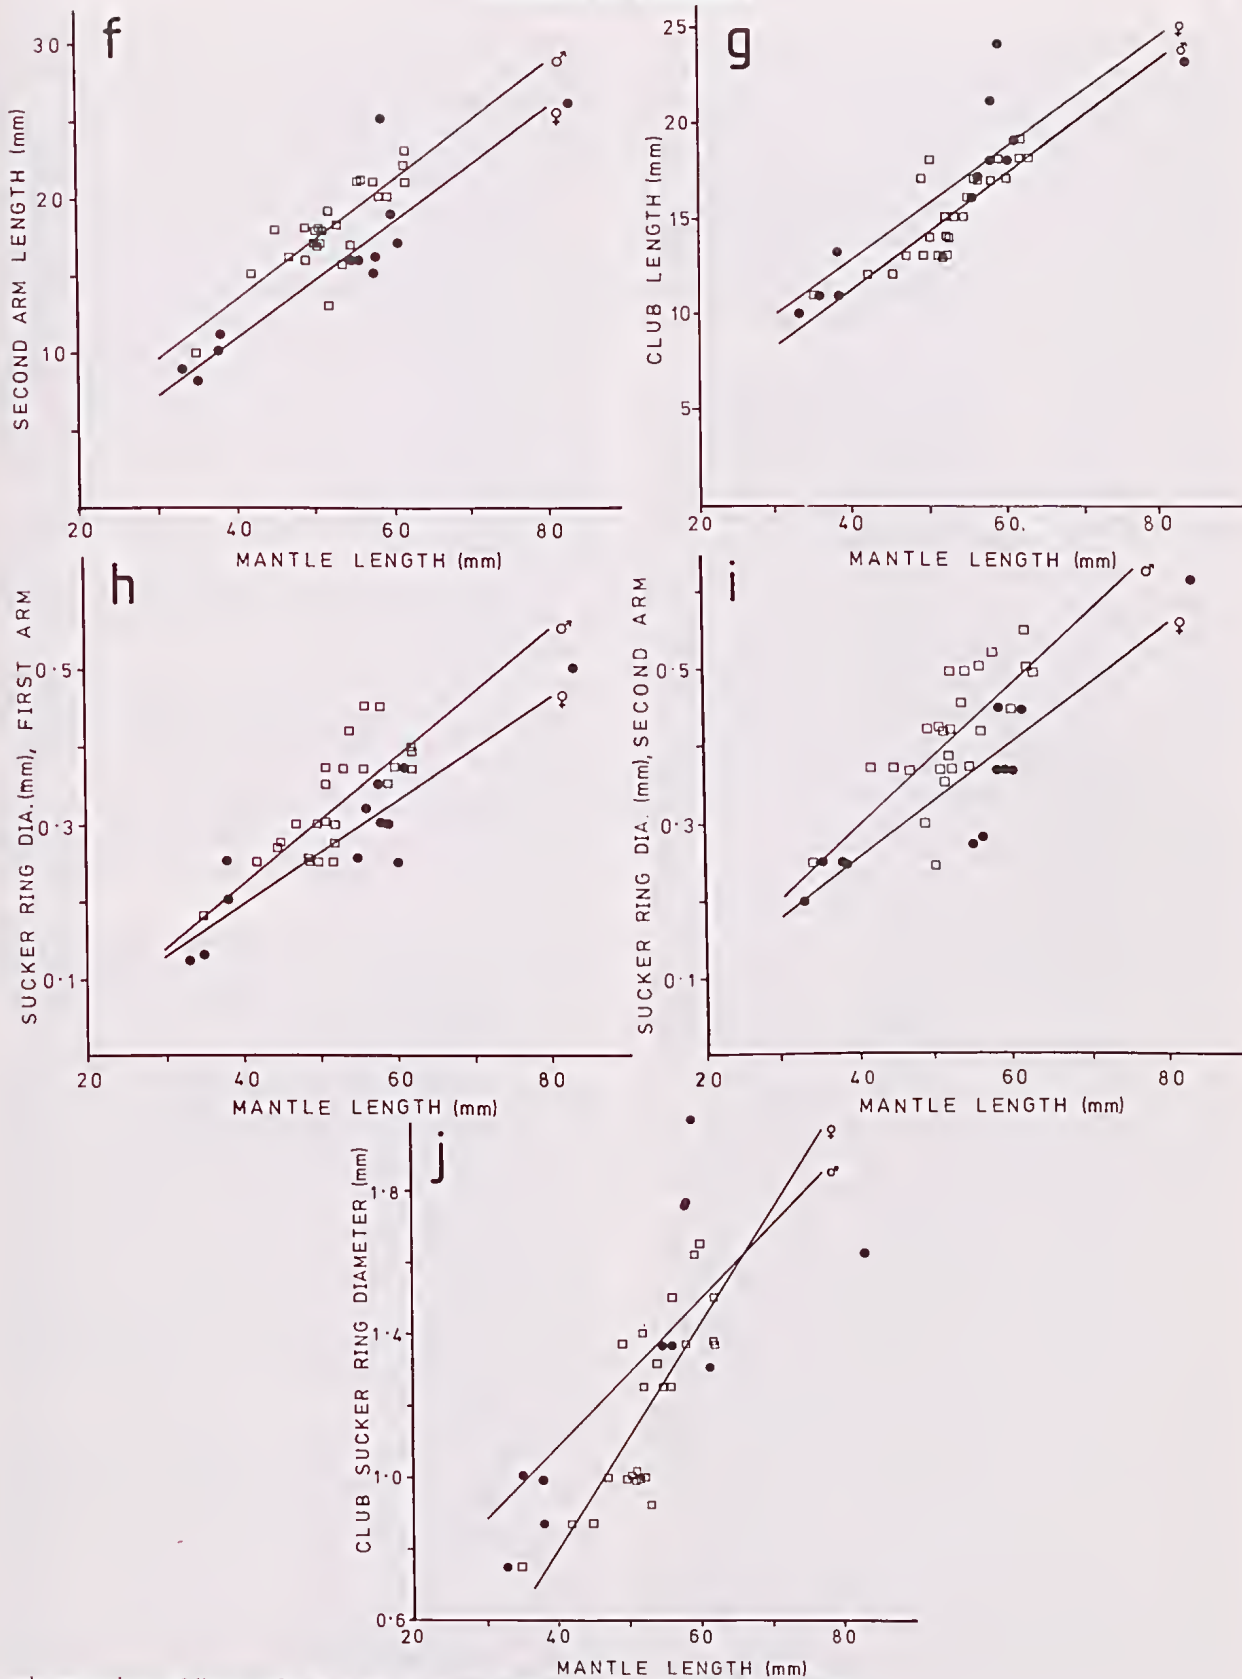 f
SECOND ARM LENGTH (mm)
30
20
10
♂
♀
20 40 60 80
MANTLE LENGTH (mm)
g
CLUB LENGTH (mm)
25
20
15
10
5
♀
♂
20 40 60 80
MANTLE LENGTH (mm)
h
SUCKER RING DIA.(mm), FIRST ARM
0·5
0·3
0·1
♂
♀
20 40 60 80
MANTLE LENGTH (mm)
i
SUCKER RING DIA. (mm), SECOND ARM
0·5
0·3
0·1
♂
♀
20 40 60 80
MANTLE LENGTH (mm)
j
CLUB SUCKER RING DIAMETER (mm)
1·8
1·4
1·0
0·6
♀
♂
20 40 60 80
MANTLE LENGTH (mm)